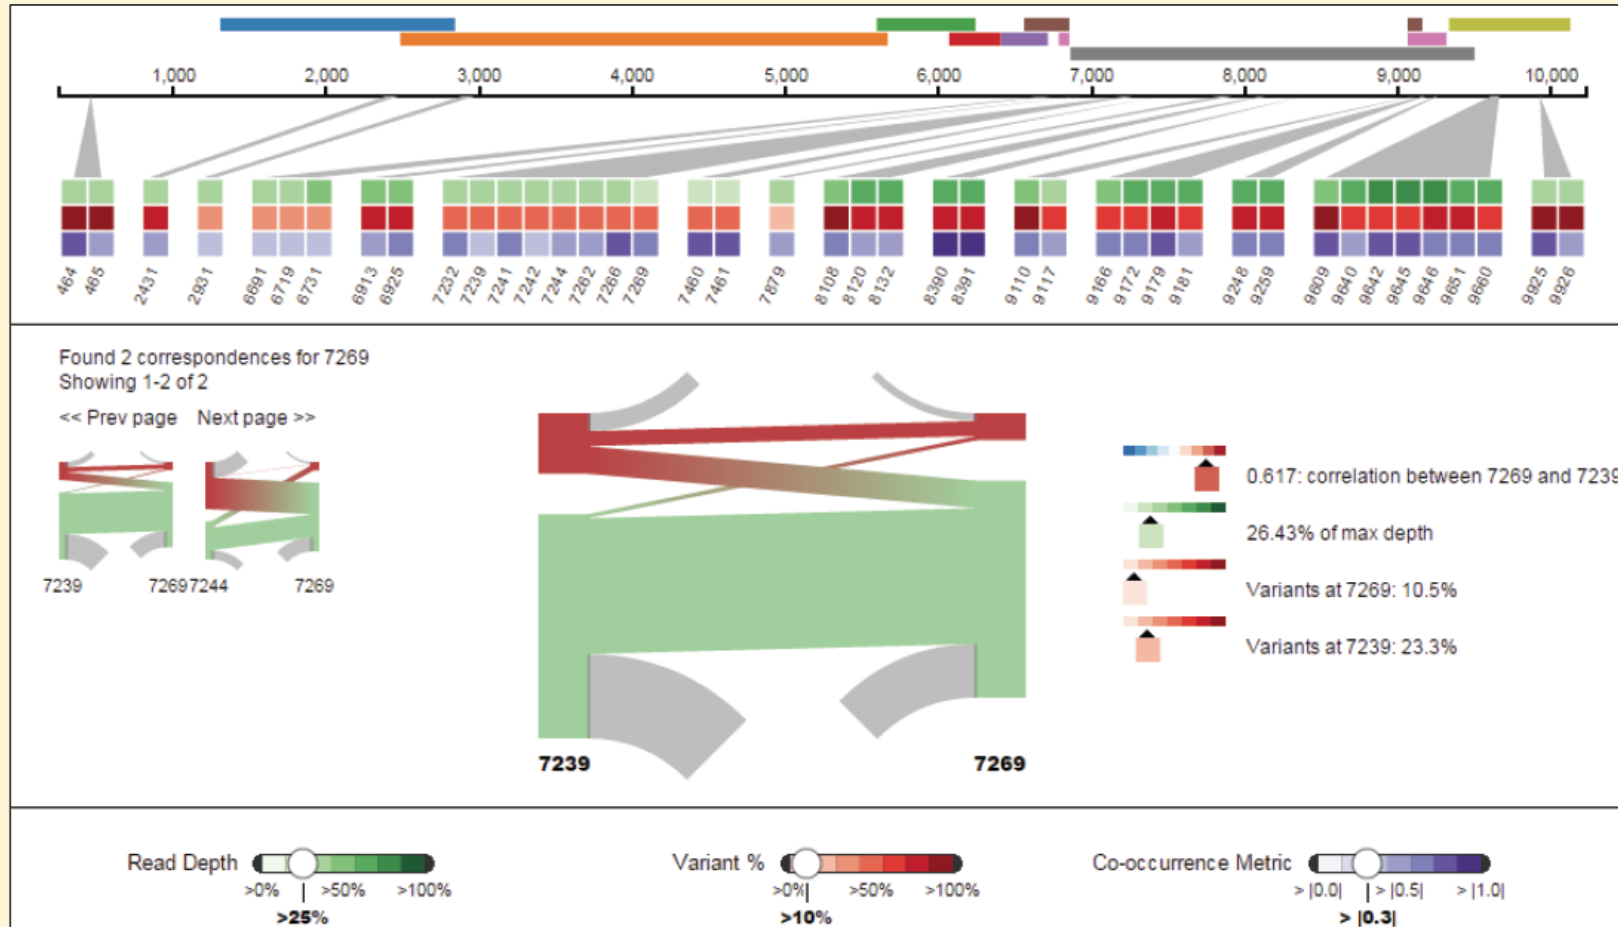 1,000 2,000 3,000 4,000 5,000 6,000 7,000 8,000 9,000 10,000
464 465 2431 2931 6691 6719 6731 6913 6925 7232 7239 7241 7242 7244 7262 7266 7269 7460 7461 7879 8108 8120 8132 8390 8391 9110 9117 9166 9172 9179 9181 9248 9259 9609 9640 9642 9645 9646 9651 9660 9925 9926
Found 2 correspondences for 7269
Showing 1-2 of 2
<< Prev page Next page >>
7239 7269 7244 7269
7239 7269
0.617: correlation between 7269 and 7239
26.43% of max depth
Variants at 7269: 10.5%
Variants at 7239: 23.3%
Read Depth
>0% >50% >100%
>25%
Variant %
>0% >50% >100%
>10%
Co-occurrence Metric
> |0.0| > |0.5| > |1.0|
> |0.3|